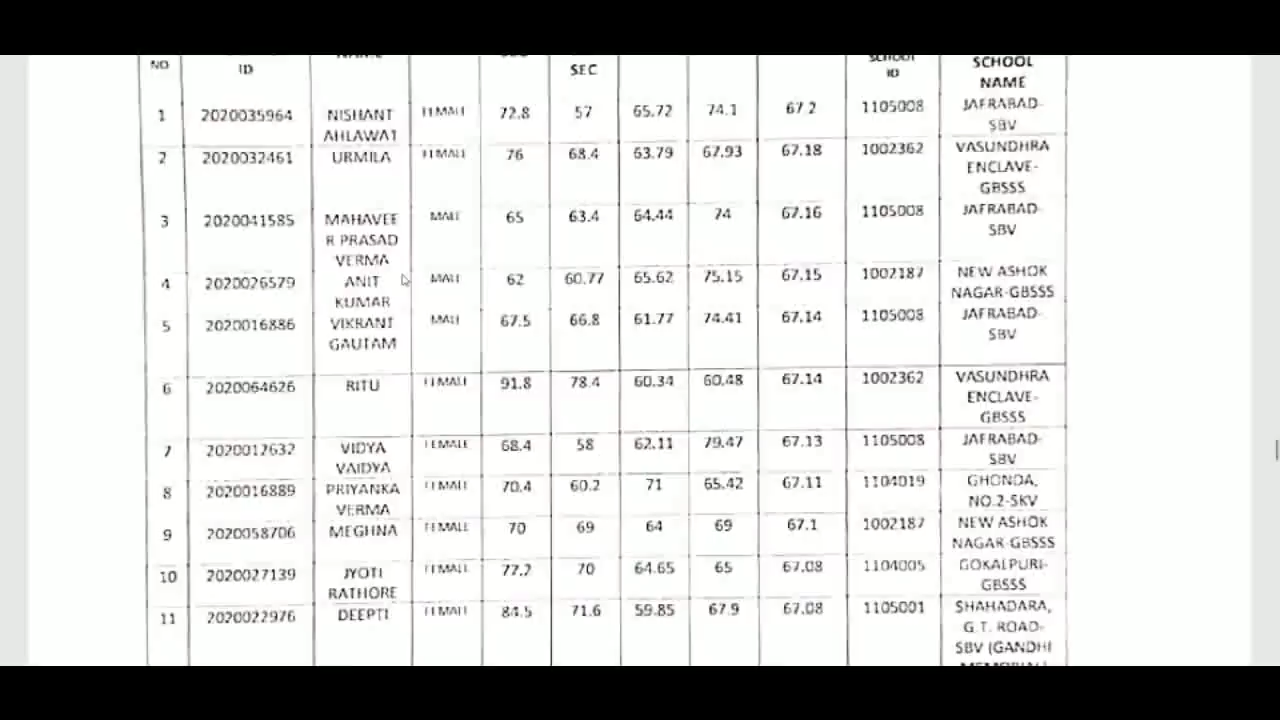 NO ID NAME SEC SCHOOL ID SCHOOL NAME
1 2020035964 NISHANT AHLAWAT FEMALE 72.8 57 65.72 74.1 67.2 1105008 JAFRABAD-SBV
2 2020032461 URMILA FEMALE 76 68.4 63.79 67.93 67.18 1002362 VASUNDHRA ENCLAVE-GBSSS
3 2020041585 MAHAVEER PRASAD VERMA MALE 65 63.4 64.44 74 67.16 1105008 JAFRABAD-SBV
4 2020026579 ANIT KUMAR MALE 62 60.77 65.62 75.15 67.15 1002187 NEW ASHOK NAGAR-GBSSS
5 2020016886 VIKRANT GAUTAM MALE 67.5 66.8 61.77 74.41 67.14 1105008 JAFRABAD-SBV
6 2020064626 RITU FEMALE 91.8 78.4 60.34 60.48 67.14 1002362 VASUNDHRA ENCLAVE-GBSSS
7 2020012632 VIDYA VAIDYA FEMALE 68.4 58 62.11 79.47 67.13 1105008 JAFRABAD-SBV
8 2020016889 PRIYANKA VERMA FEMALE 70.4 60.2 71 65.42 67.11 1104019 GHONDA, NO.2-SKV
9 2020058706 MEGHNA FEMALE 70 69 64 69 67.1 1002187 NEW ASHOK NAGAR-GBSSS
10 2020027139 JYOTI RATHORE FEMALE 77.2 70 64.65 65 67.08 1104005 GOKALPURI-GBSSS
11 2020022976 DEEPTI FEMALE 84.5 71.6 59.85 67.9 67.08 1105001 SHAHADARA, G.T. ROAD-SBV (GANDHI